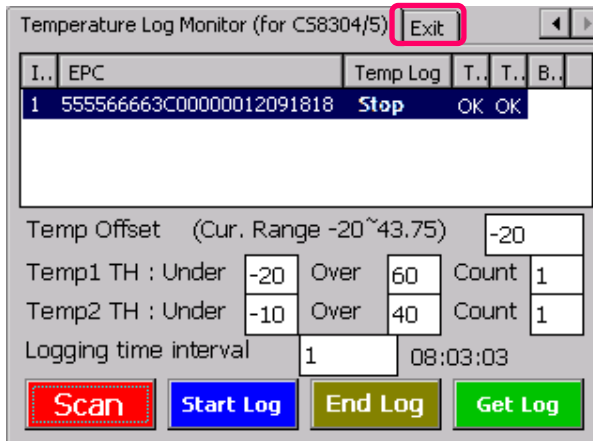 Temperature Log Monitor (for CS8304/5) Exit
I.. EPC Temp Log T.. T.. B..
1 555566663C00000012091818 Stop OK OK
Temp Offset (Cur. Range -20~43.75) -20
Temp1 TH : Under -20 Over 60 Count 1
Temp2 TH : Under -10 Over 40 Count 1
Logging time interval 1 08:03:03
Scan Start Log End Log Get Log